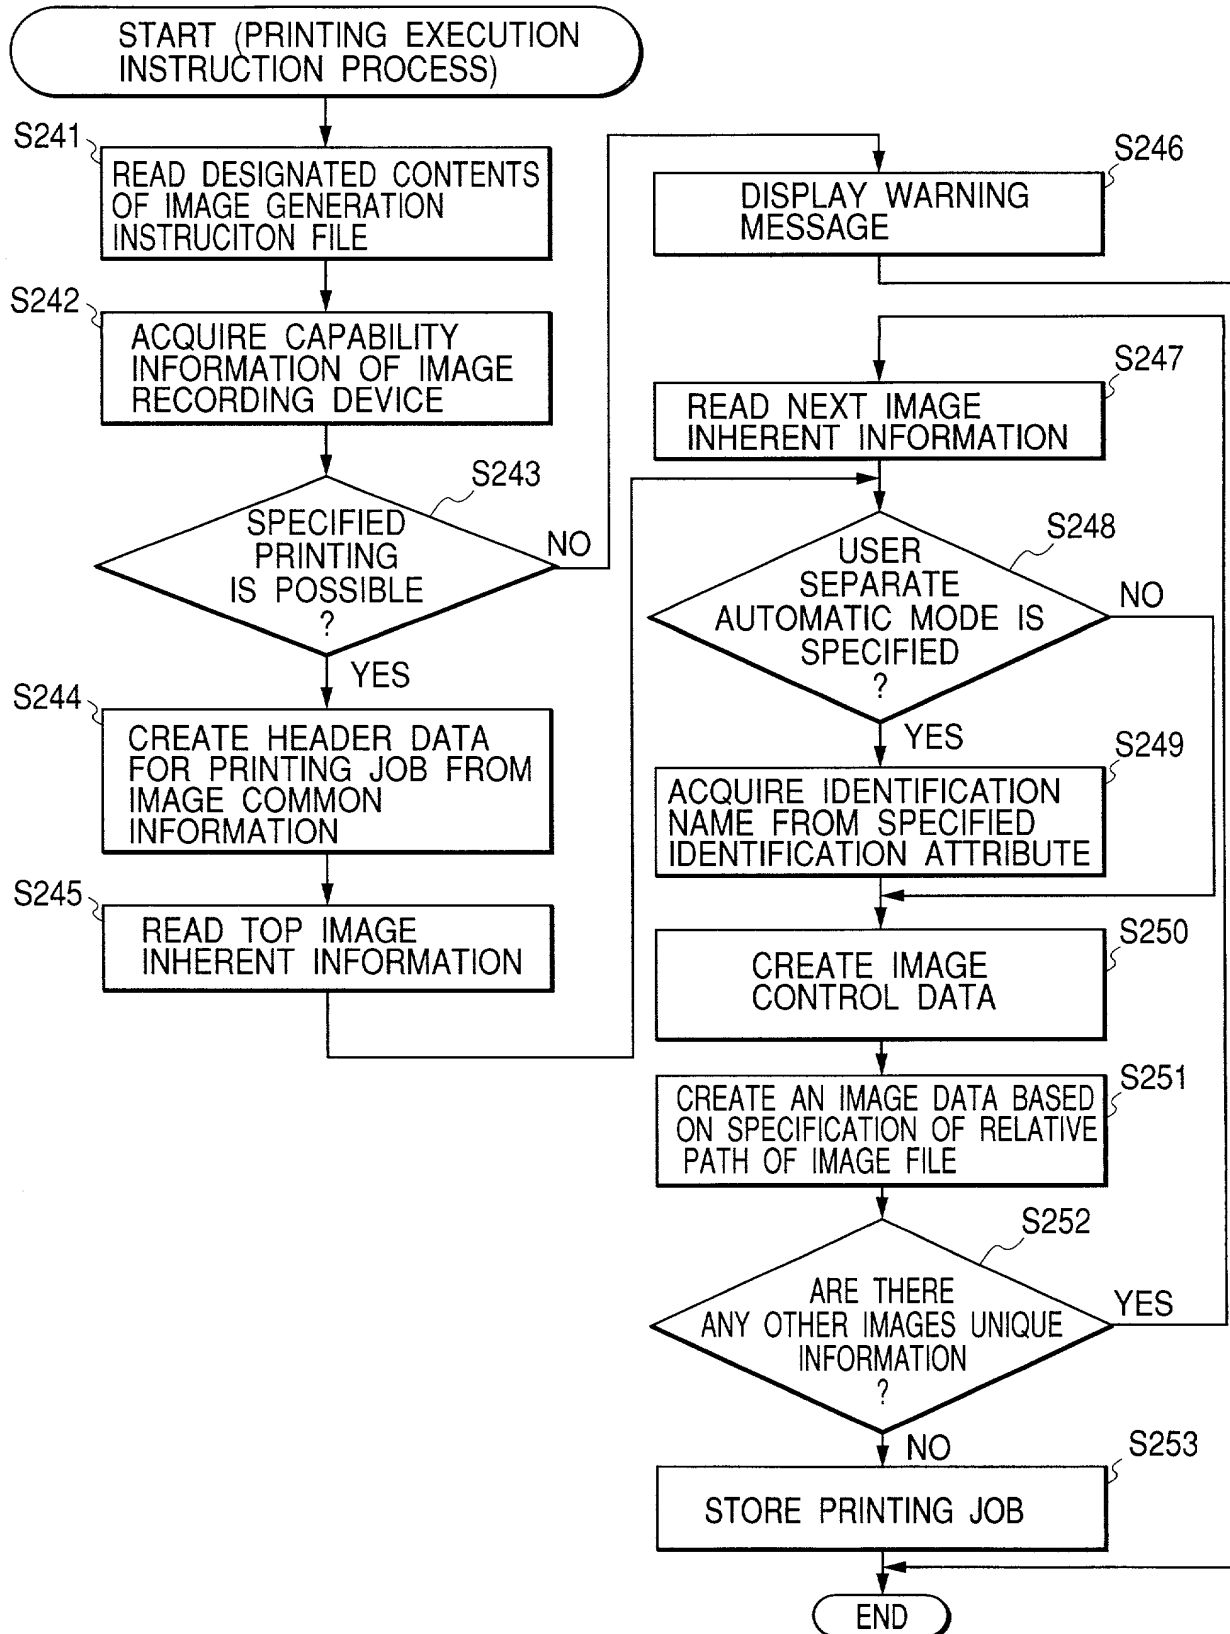 START (PRINTING EXECUTION
INSTRUCTION PROCESS)
S241
READ DESIGNATED CONTENTS
OF IMAGE GENERATION
INSTRUCITON FILE
S242
ACQUIRE CAPABILITY
INFORMATION OF IMAGE
RECORDING DEVICE
S243
SPECIFIED
PRINTING
IS POSSIBLE
?
NO
YES
S244
CREATE HEADER DATA
FOR PRINTING JOB FROM
IMAGE COMMON
INFORMATION
S245
READ TOP IMAGE
INHERENT INFORMATION
S246
DISPLAY WARNING
MESSAGE
S247
READ NEXT IMAGE
INHERENT INFORMATION
S248
USER
SEPARATE
AUTOMATIC MODE IS
SPECIFIED
?
NO
YES
S249
ACQUIRE IDENTIFICATION
NAME FROM SPECIFIED
IDENTIFICATION ATTRIBUTE
S250
CREATE IMAGE
CONTROL DATA
S251
CREATE AN IMAGE DATA BASED
ON SPECIFICATION OF RELATIVE
PATH OF IMAGE FILE
S252
ARE THERE
ANY OTHER IMAGES UNIQUE
INFORMATION
?
YES
NO
S253
STORE PRINTING JOB
END